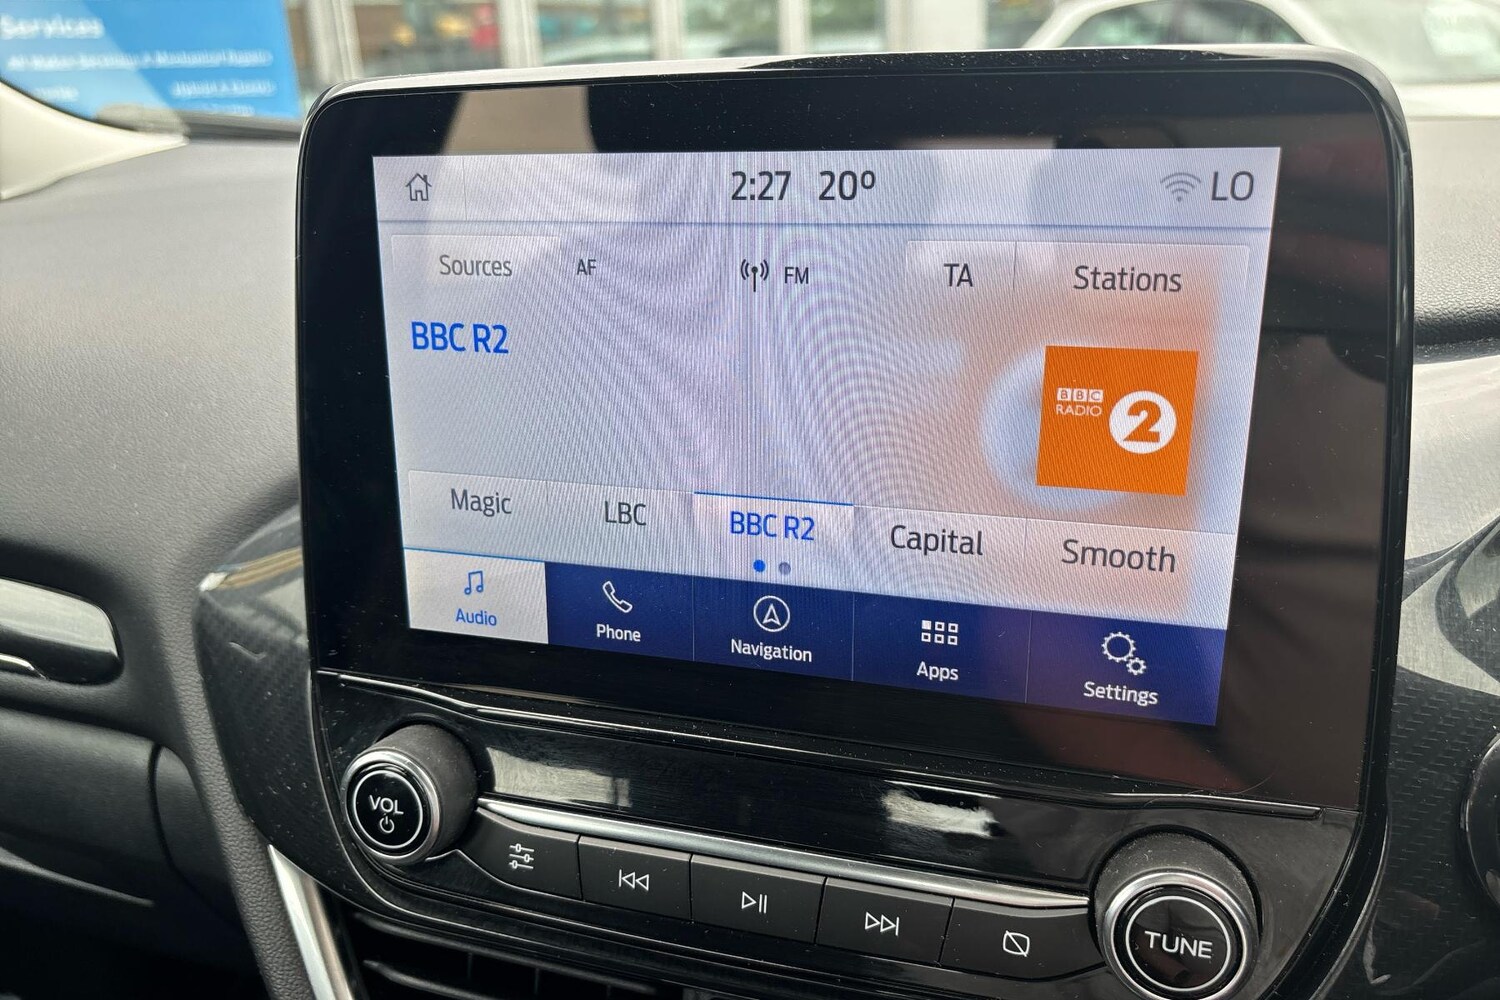 Services
2:27 20º LO
Sources AF FM TA Stations
BBC R2
BBC
RADIO 2
Magic LBC BBC R2 Capital Smooth
Audio Phone Navigation Apps Settings
VOL
TUNE